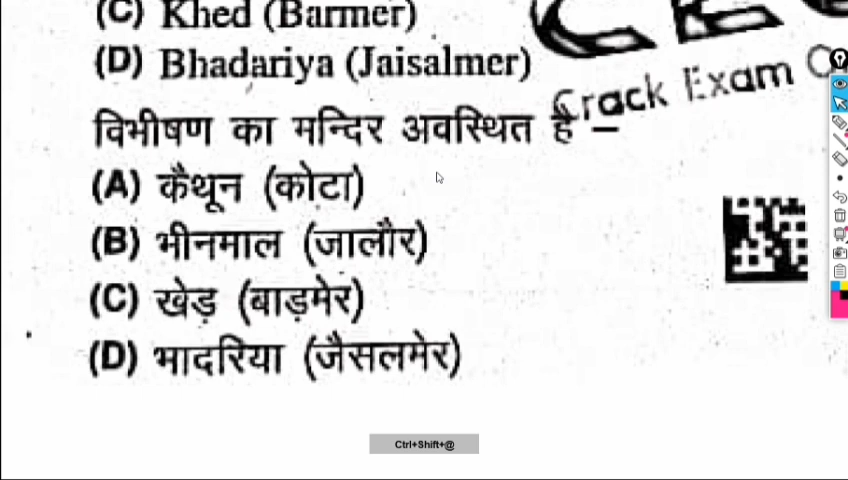 (C) Khed (Barmer)
(D) Bhadariya (Jaisalmer)
Crack Exam
विभीषण का मन्दिर अवस्थित है –
(A) कैथून (कोटा)
(B) भीनमाल (जालौर)
(C) खेड़ (बाड़मेर)
(D) भादरिया (जैसलमेर)
Ctrl+Shift+@